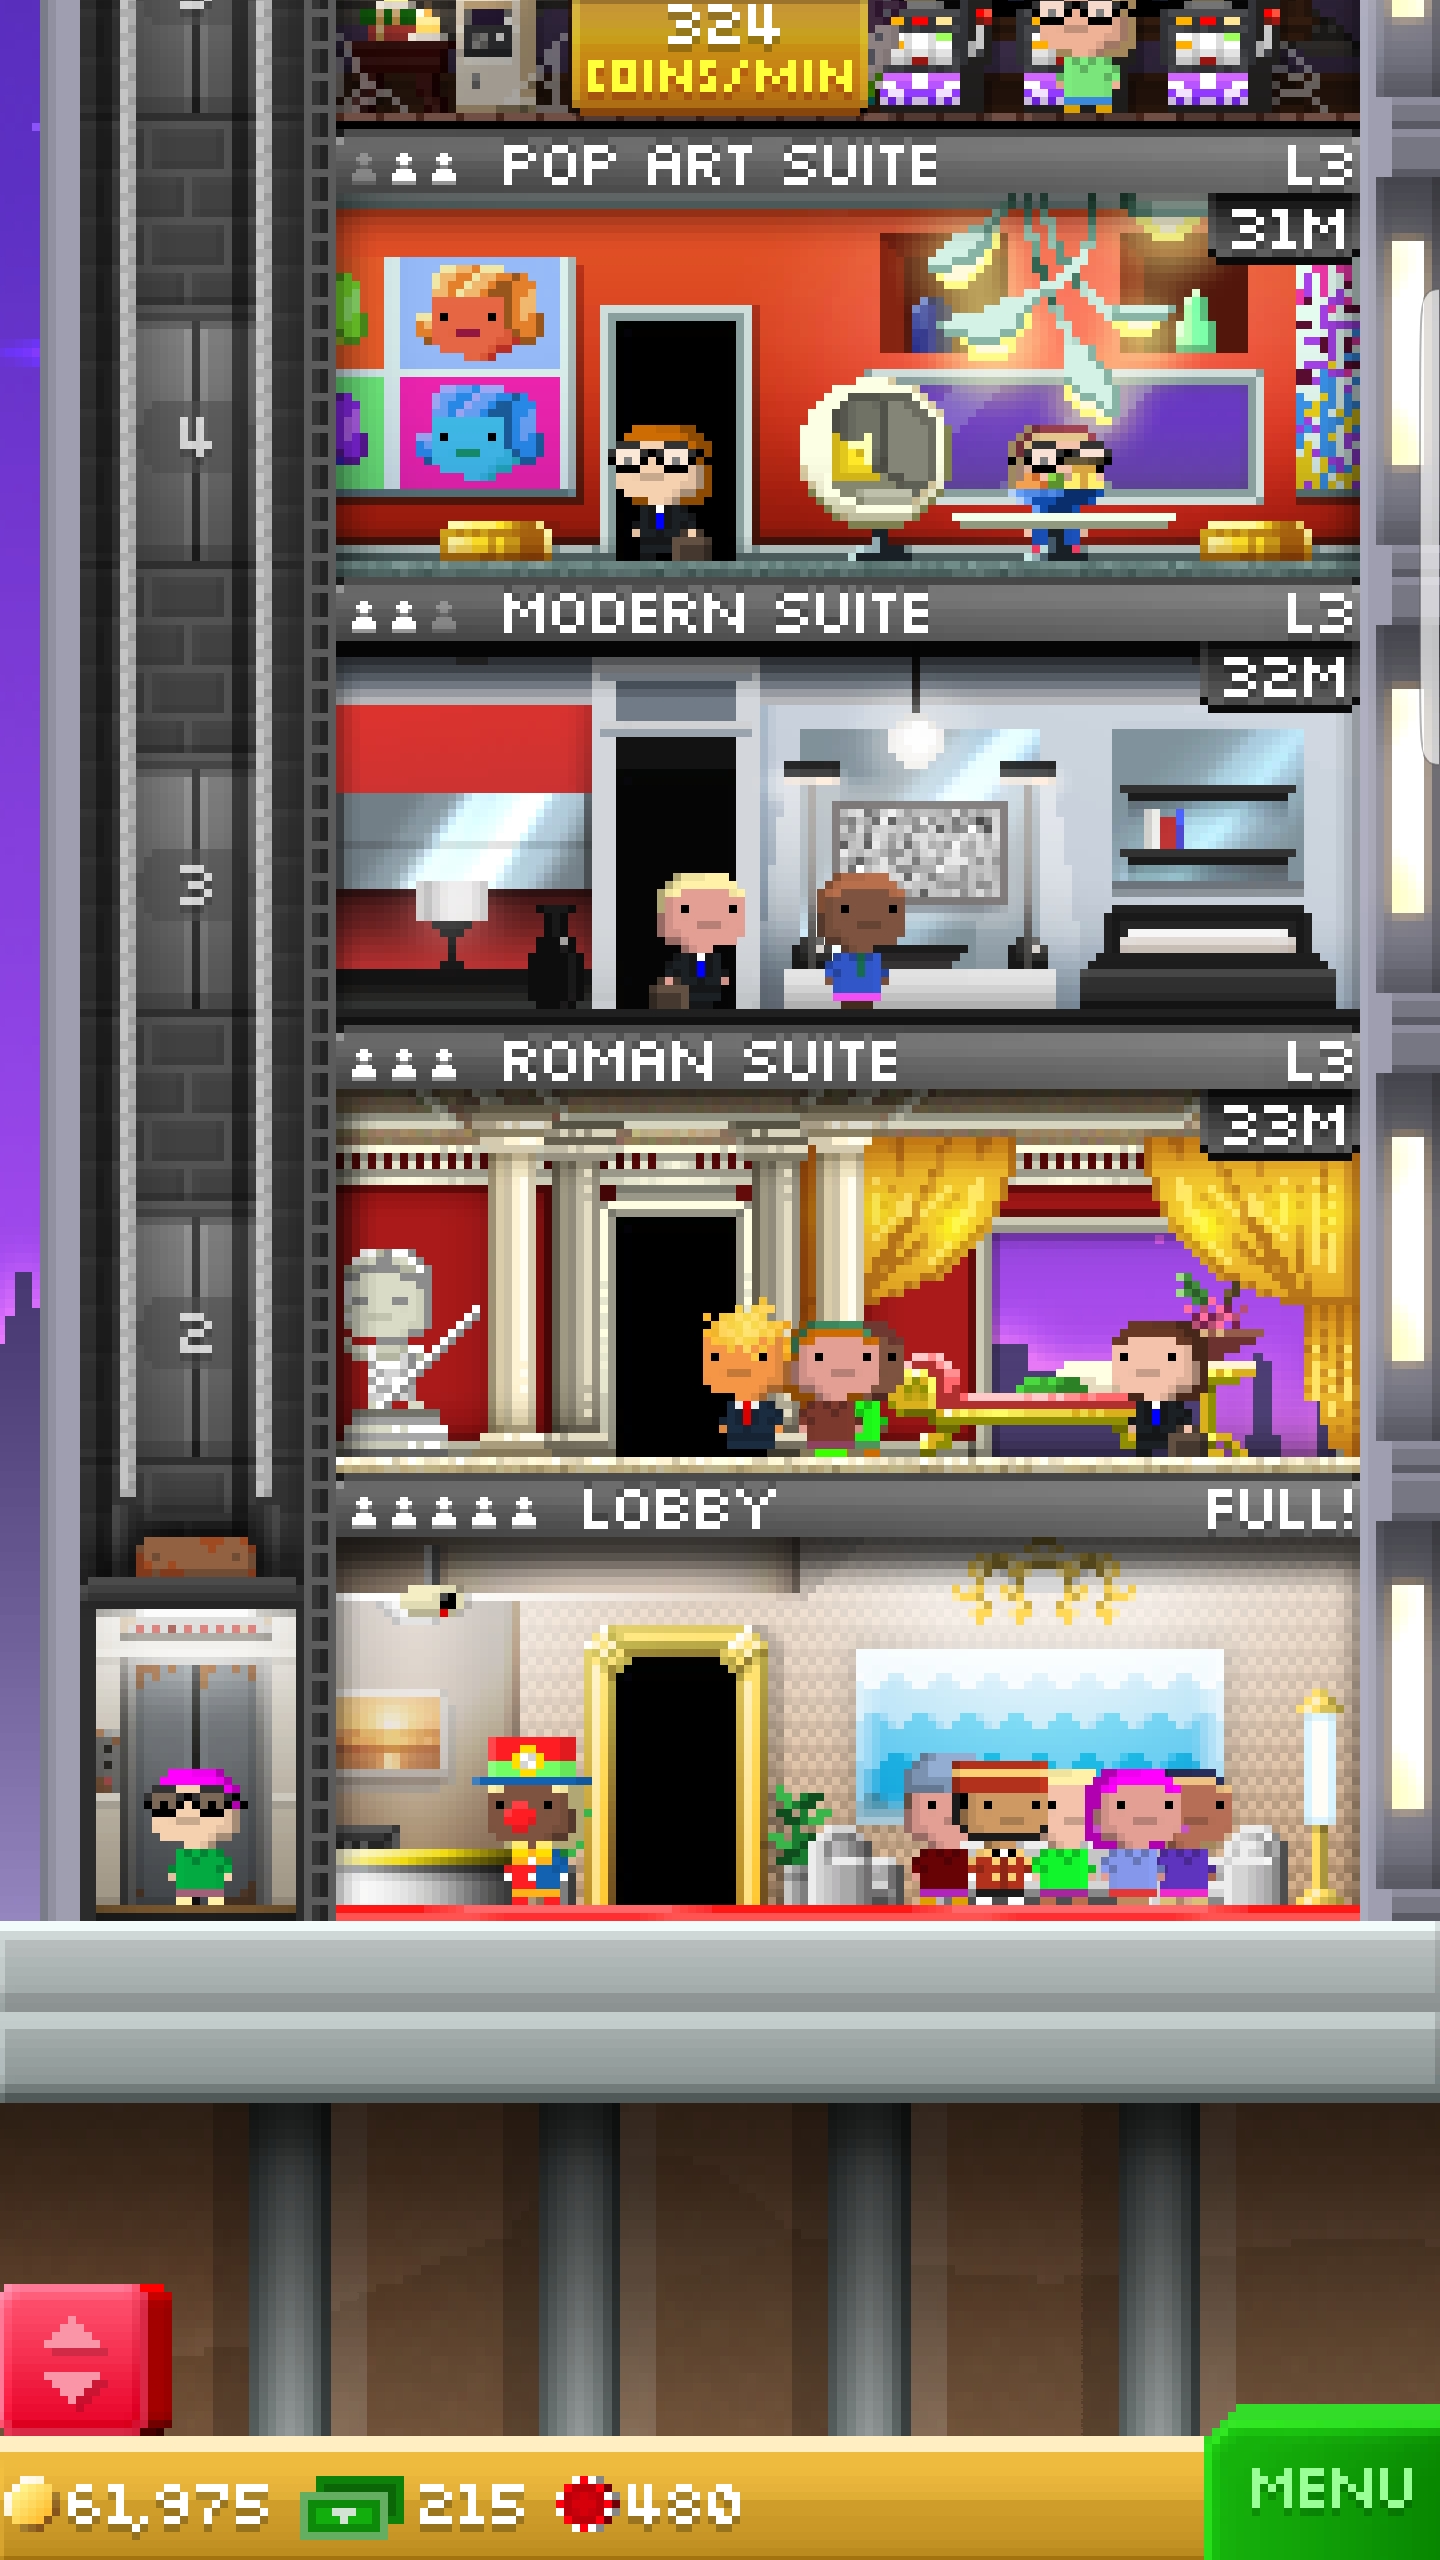 324
COINS/MIN
POP ART SUITE L3
31M
4
MODERN SUITE L3
32M
3
ROMAN SUITE L3
33M
2
LOBBY FULL!
61,975 215 480
MENU